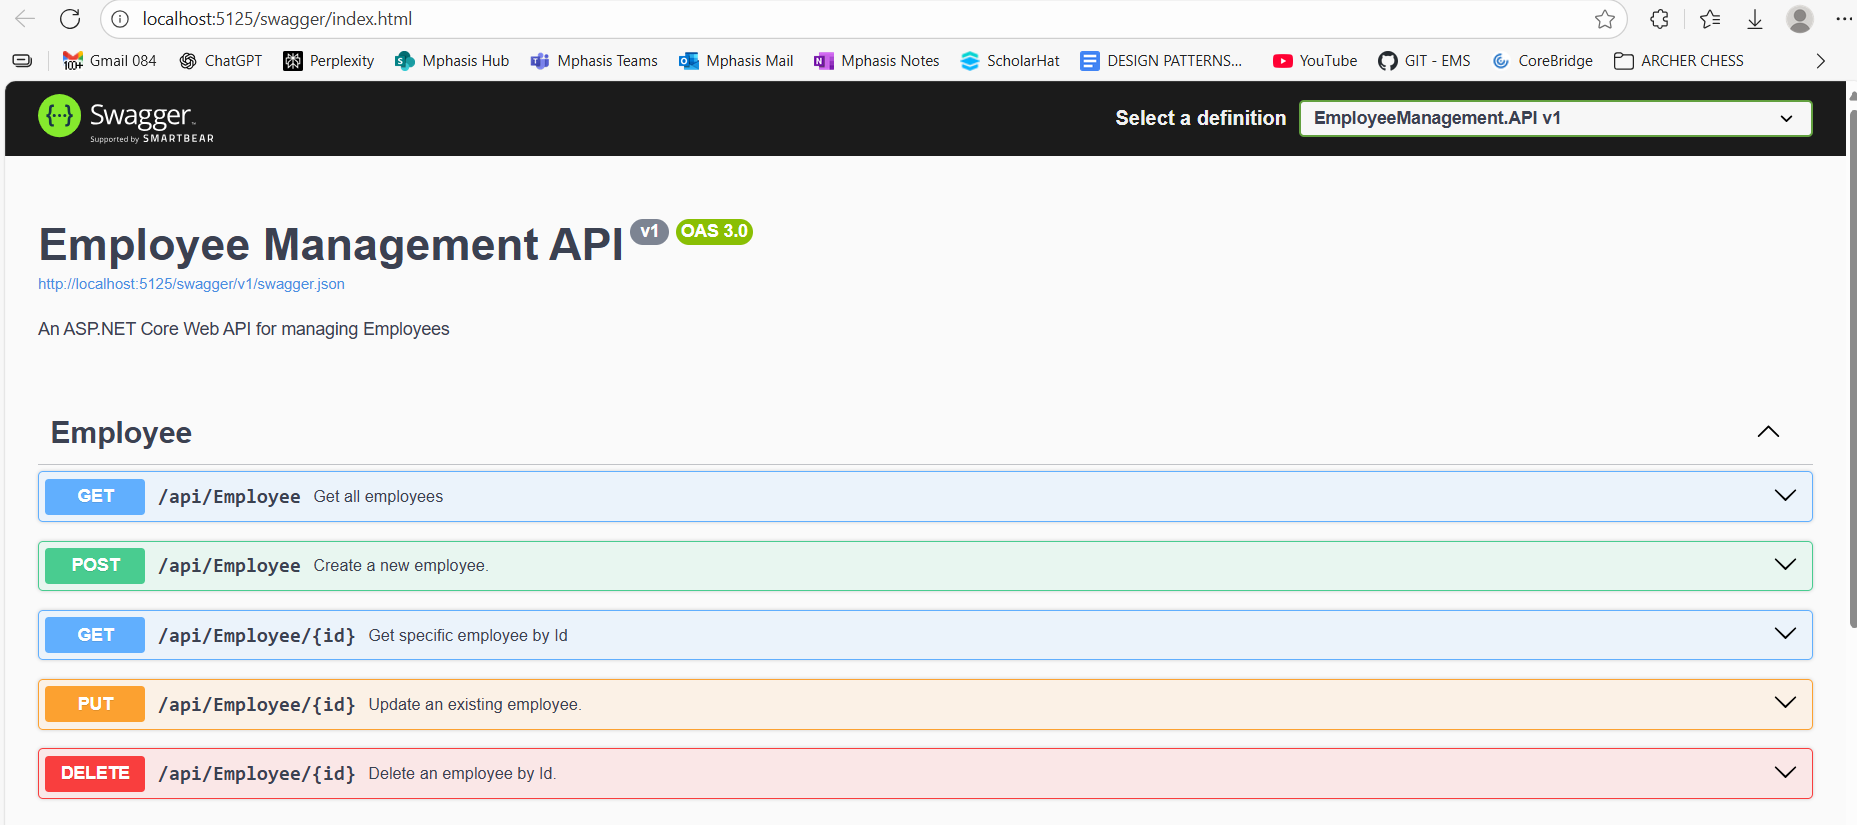 localhost:5125/swagger/index.html
100+ Gmail 084 ChatGPT Perplexity Mphasis Hub Mphasis Teams Mphasis Mail Mphasis Notes ScholarHat DESIGN PATTERNS... YouTube GIT - EMS CoreBridge ARCHER CHESS
{···} Swagger™
Supported by SMARTBEAR
Select a definition EmployeeManagement.API v1
Employee Management API v1 OAS 3.0
http://localhost:5125/swagger/v1/swagger.json
An ASP.NET Core Web API for managing Employees
Employee
GET /api/Employee Get all employees
POST /api/Employee Create a new employee.
GET /api/Employee/{id} Get specific employee by Id
PUT /api/Employee/{id} Update an existing employee.
DELETE /api/Employee/{id} Delete an employee by Id.